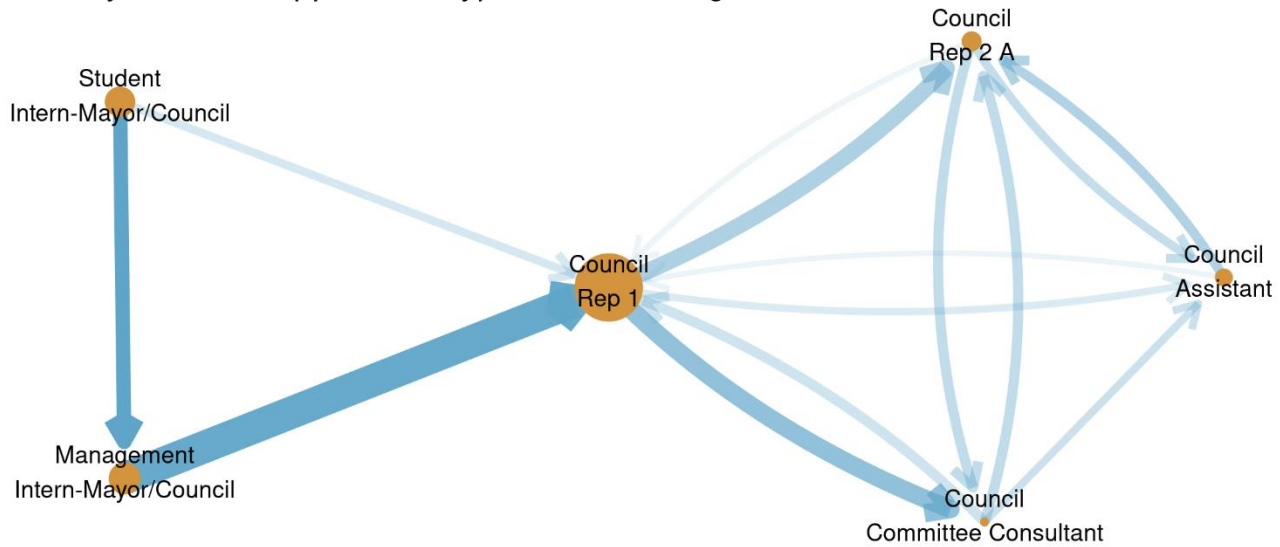 Council
Rep 2 A
Student
Intern-Mayor/Council
Council
Rep 1
Council
Assistant
Management
Intern-Mayor/Council
Council
Committee Consultant